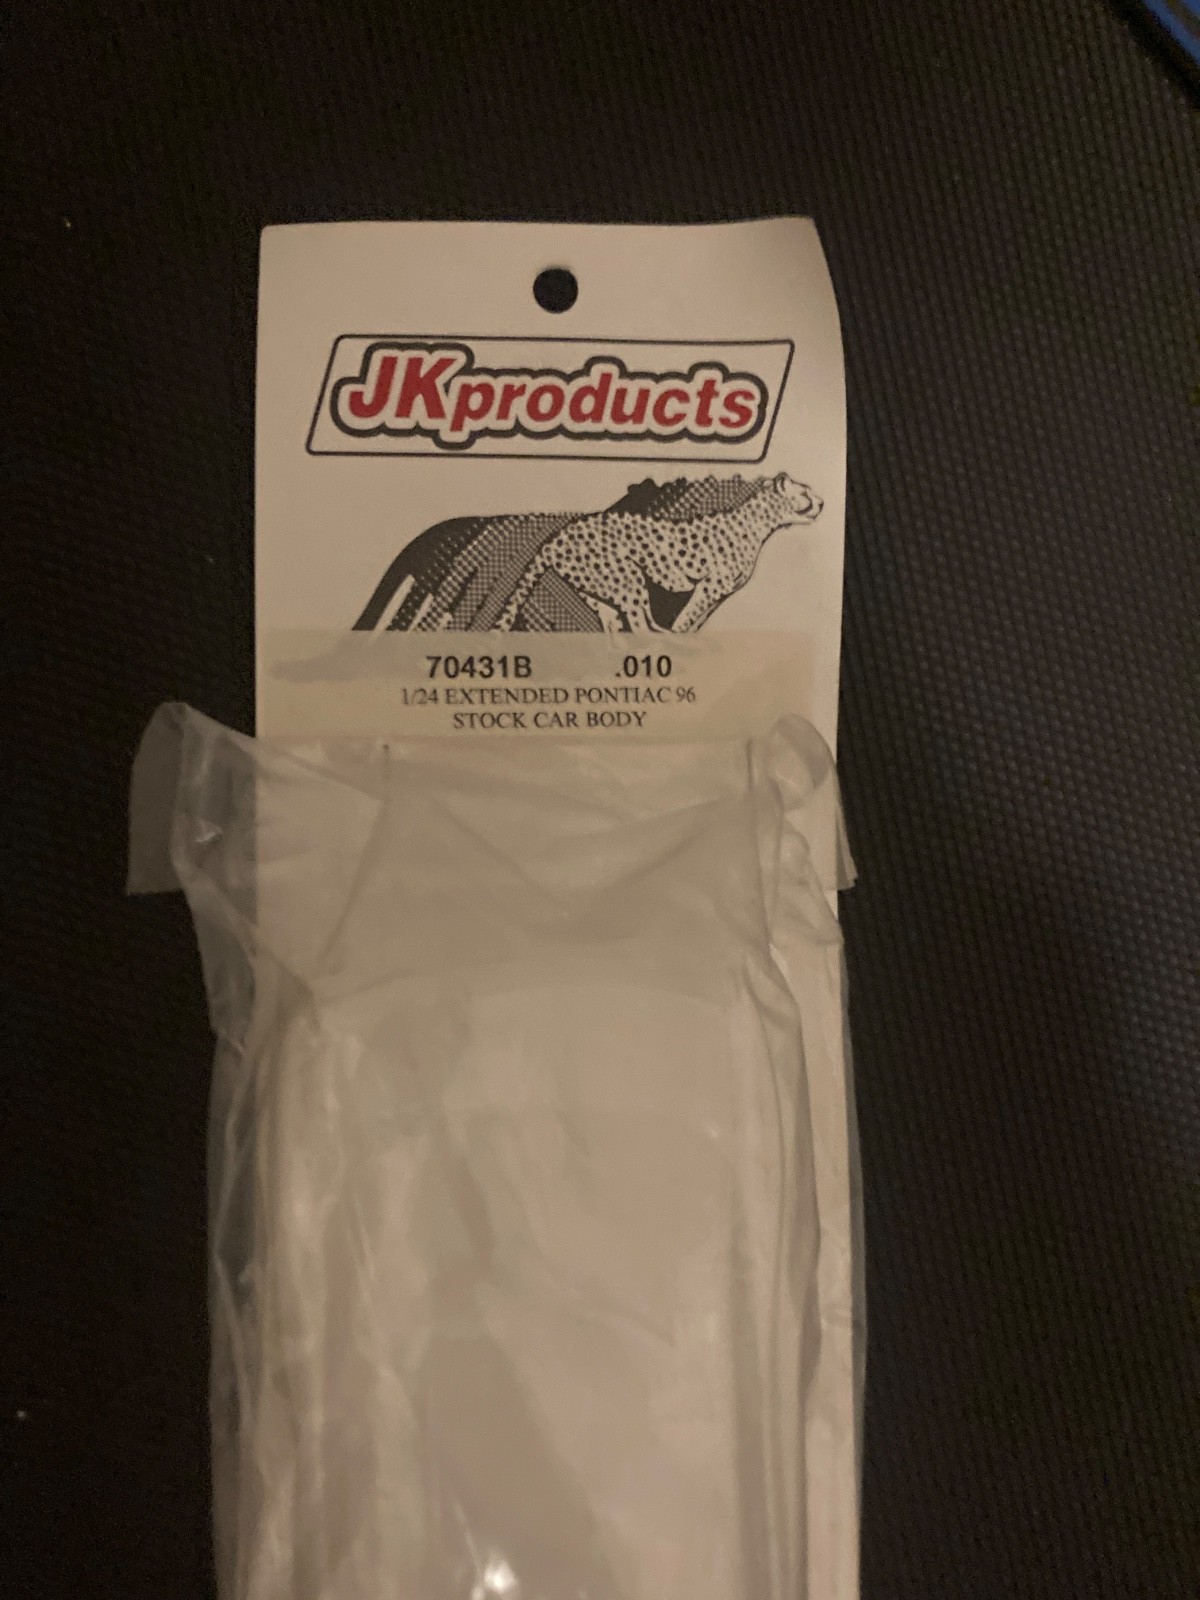 JKproducts
70431B .010
1/24 EXTENDED PONTIAC 96
STOCK CAR BODY